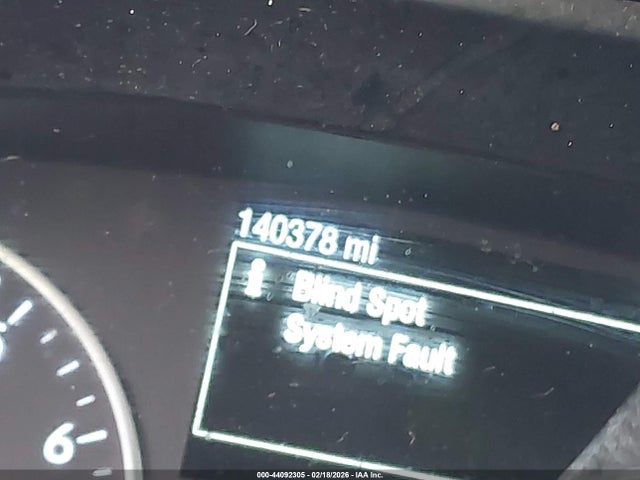 140378 mi
i Blind Spot
System Fault
6
000-44092305 - 02/18/2026 - IAA Inc.